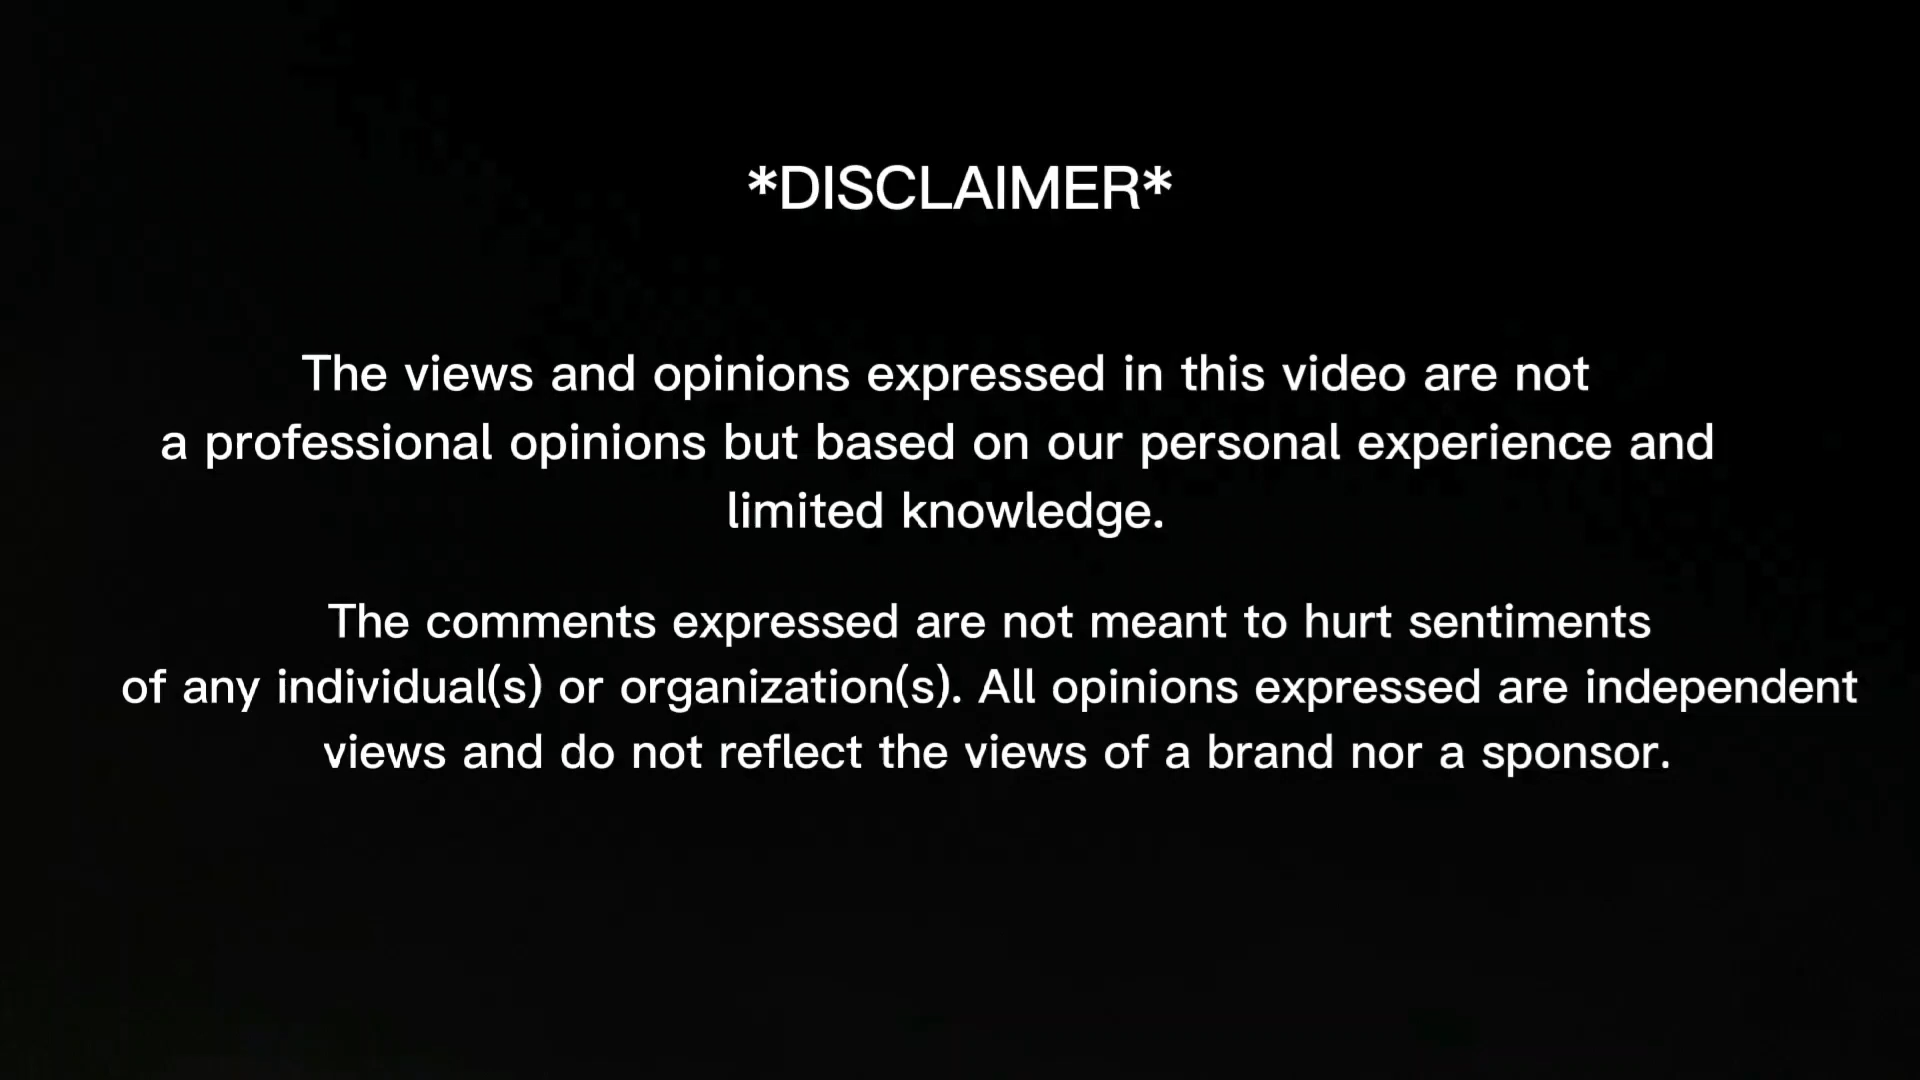 *DISCLAIMER*
The views and opinions expressed in this video are not
a professional opinions but based on our personal experience and
limited knowledge.
The comments expressed are not meant to hurt sentiments
of any individual(s) or organization(s). All opinions expressed are independent
views and do not reflect the views of a brand nor a sponsor.